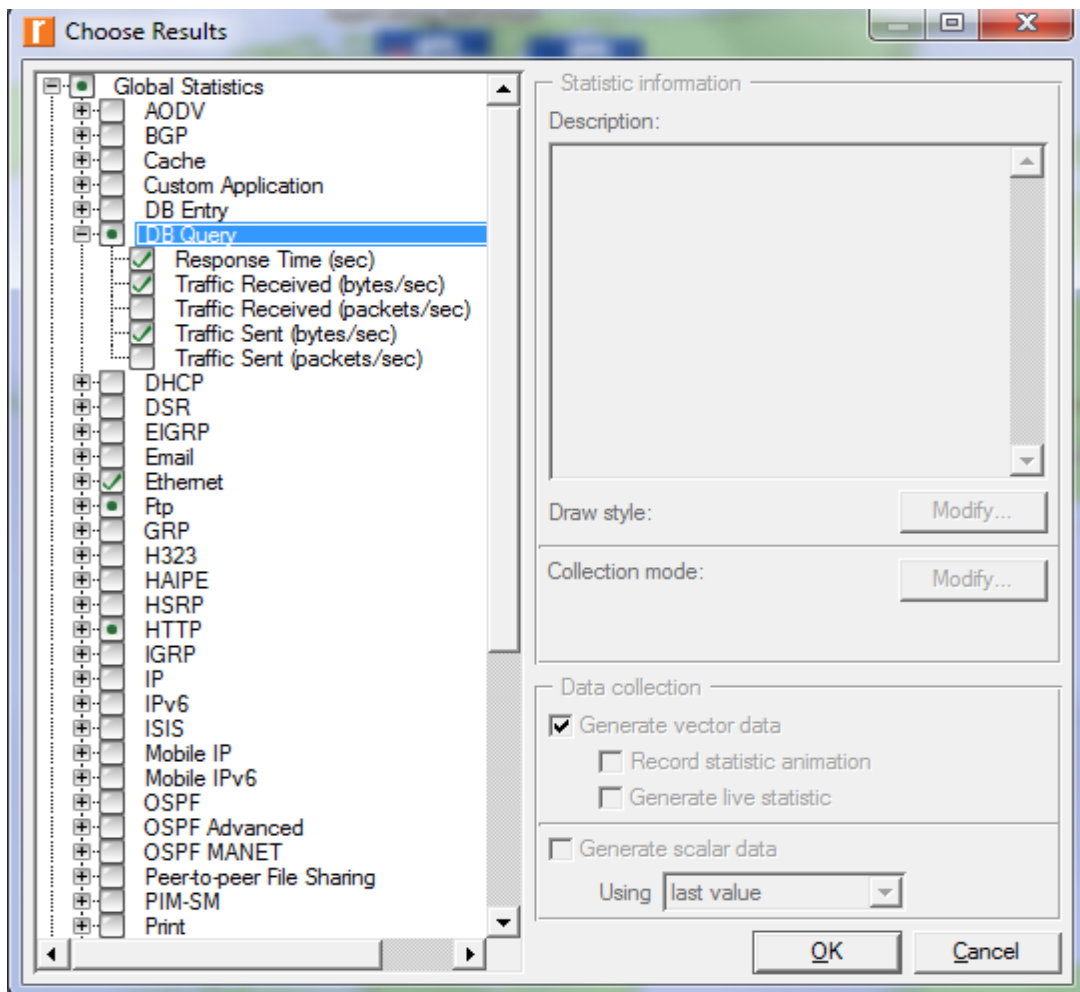 Choose Results
Global Statistics
AODV
BGP
Cache
Custom Application
DB Entry
DB Query
Response Time (sec)
Traffic Received (bytes/sec)
Traffic Received (packets/sec)
Traffic Sent (bytes/sec)
Traffic Sent (packets/sec)
DHCP
DSR
EIGRP
Email
Ethernet
Ftp
GRP
H323
HAIPE
HSRP
HTTP
IGRP
IP
IPv6
ISIS
Mobile IP
Mobile IPv6
OSPF
OSPF Advanced
OSPF MANET
Peer-to-peer File Sharing
PIM-SM
Print
Statistic information
Description:
Draw style:
Modify...
Collection mode:
Modify...
Data collection
Generate vector data
Record statistic animation
Generate live statistic
Generate scalar data
Using last value
OK
Cancel